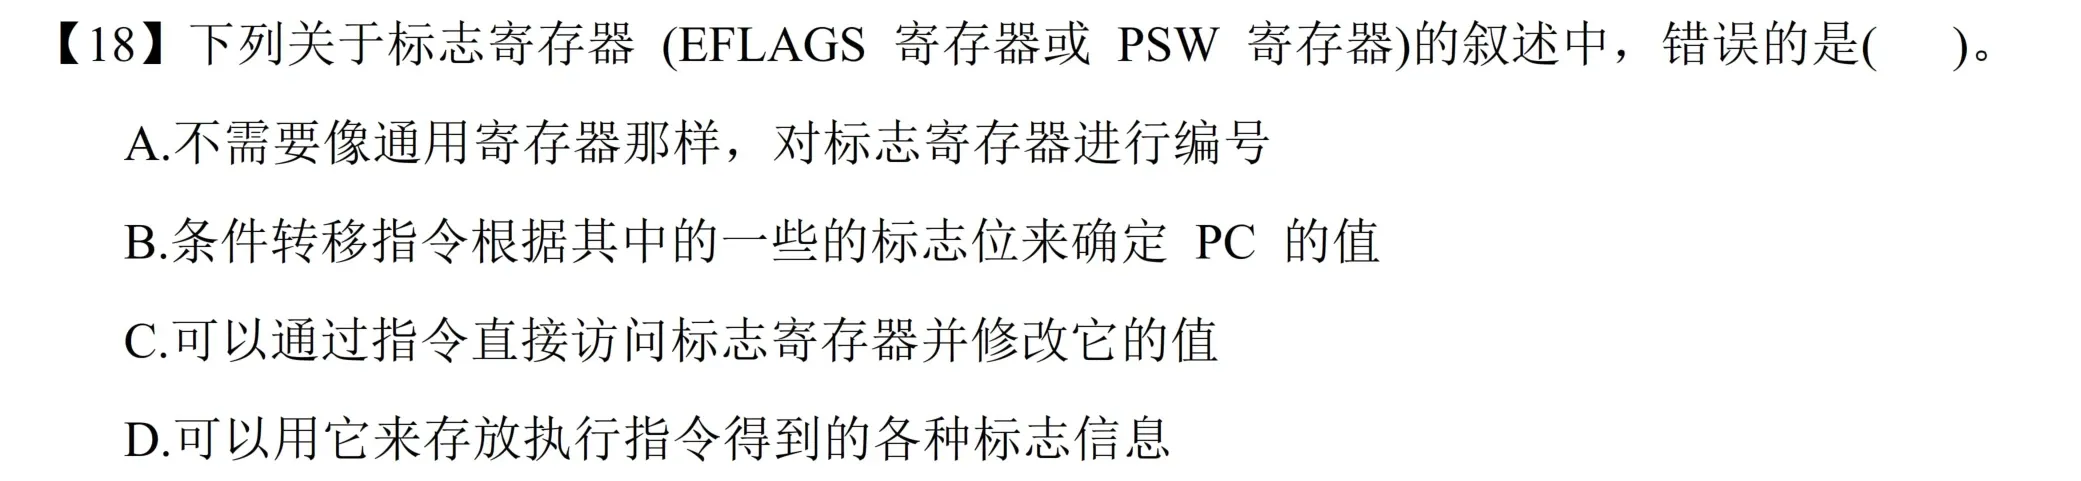 【18】下列关于标志寄存器 (EFLAGS 寄存器或 PSW 寄存器)的叙述中，错误的是(    )。
A.不需要像通用寄存器那样，对标志寄存器进行编号
B.条件转移指令根据其中的一些的标志位来确定 PC 的值
C.可以通过指令直接访问标志寄存器并修改它的值
D.可以用它来存放执行指令得到的各种标志信息